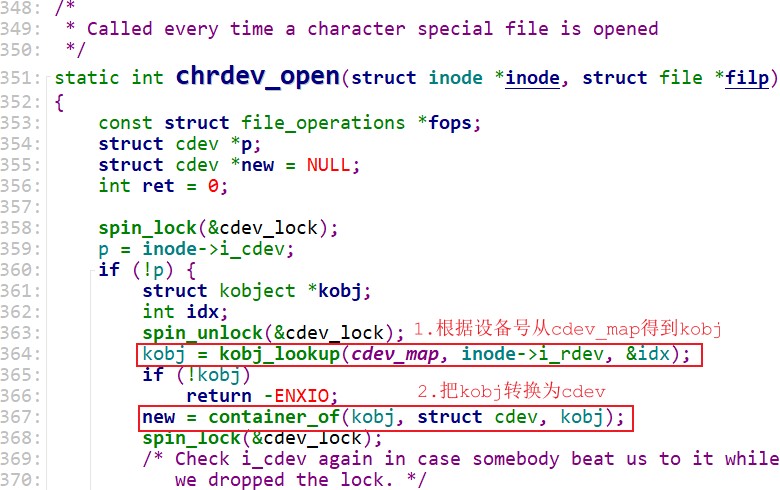 348: /*
349:  * Called every time a character special file is opened
350:  */
351: static int chrdev_open(struct inode *inode, struct file *filp)
352: {
353:     const struct file_operations *fops;
354:     struct cdev *p;
355:     struct cdev *new = NULL;
356:     int ret = 0;
357:
358:     spin_lock(&cdev_lock);
359:     p = inode->i_cdev;
360:     if (!p) {
361:         struct kobject *kobj;
362:         int idx;
363:         spin_unlock(&cdev_lock); 1.根据设备号从cdev_map得到kobj
364:         kobj = kobj_lookup(cdev_map, inode->i_rdev, &idx);
365:         if (!kobj)
366:             return -ENXIO; 2.把kobj转换为cdev
367:         new = container_of(kobj, struct cdev, kobj);
368:         spin_lock(&cdev_lock);
369:         /* Check i_cdev again in case somebody beat us to it while
370:            we dropped the lock. */